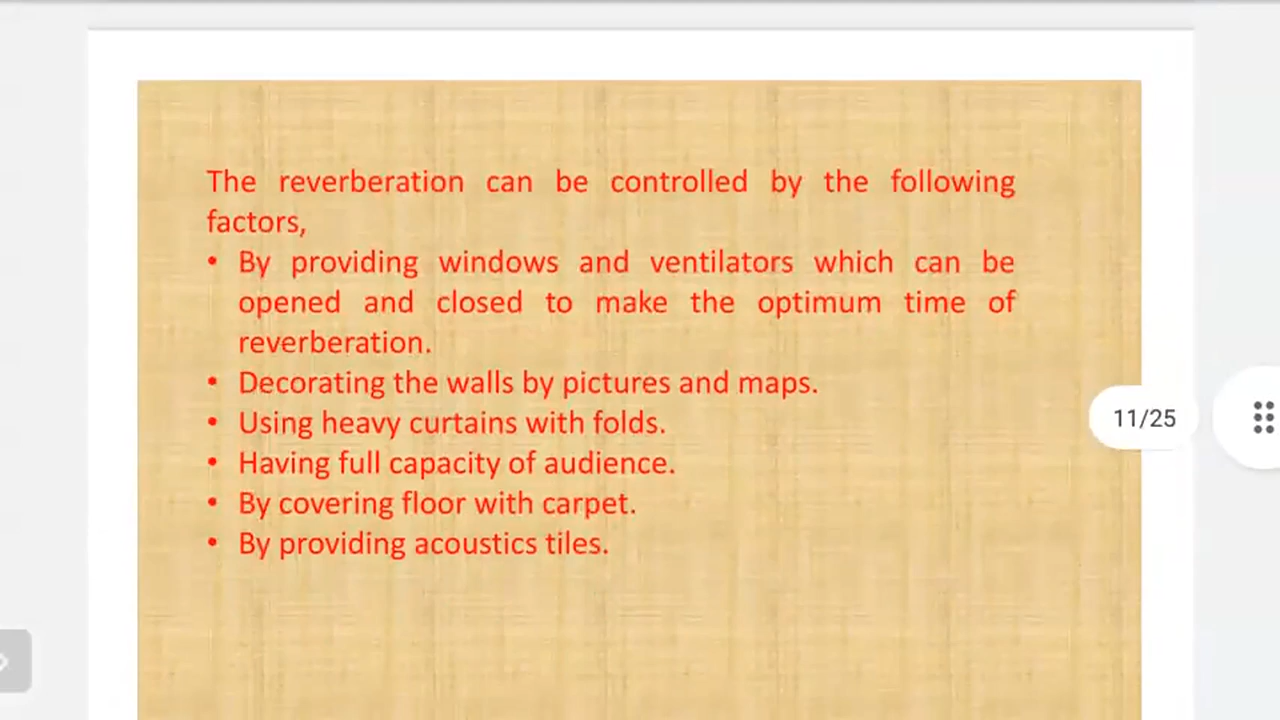 The reverberation can be controlled by the following
factors,
• By providing windows and ventilators which can be
opened and closed to make the optimum time of
reverberation.
• Decorating the walls by pictures and maps.
• Using heavy curtains with folds.
• Having full capacity of audience.
• By covering floor with carpet.
• By providing acoustics tiles.
11/25